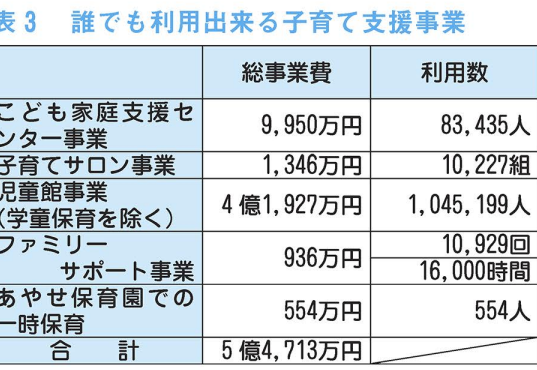 表3 誰でも利用出来る子育て支援事業
総事業費 利用数
こども家庭支援セ
ンター事業
9,950万円 83,435人
子育てサロン事業 1,346万円 10,227組
児童館事業
(学童保育を除く)
4億1,927万円 1,045,199人
ファミリー
サポート事業
936万円
10,929回
16,000時間
あやせ保育園での
一時保育
554万円 554人
合計 5億4,713万円